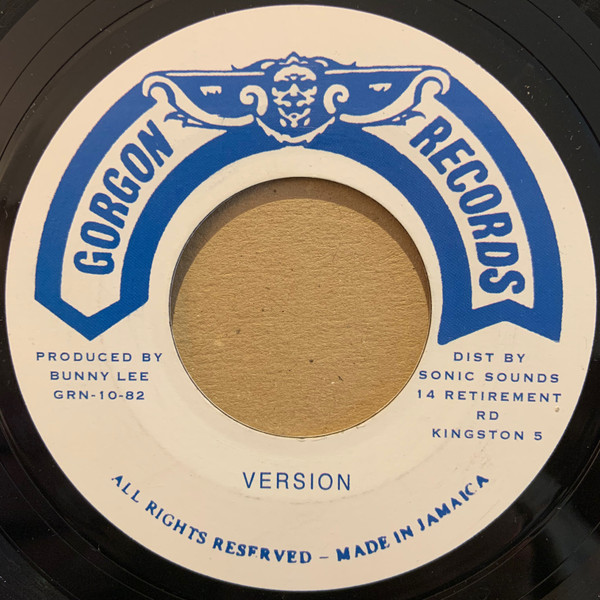 GORGON RECORDS
PRODUCED BY
BUNNY LEE
GRN-10-82
DIST BY
SONIC SOUNDS
14 RETIREMENT
RD
KINGSTON 5
VERSION
ALL RIGHTS RESERVED – MADE IN JAMAICA